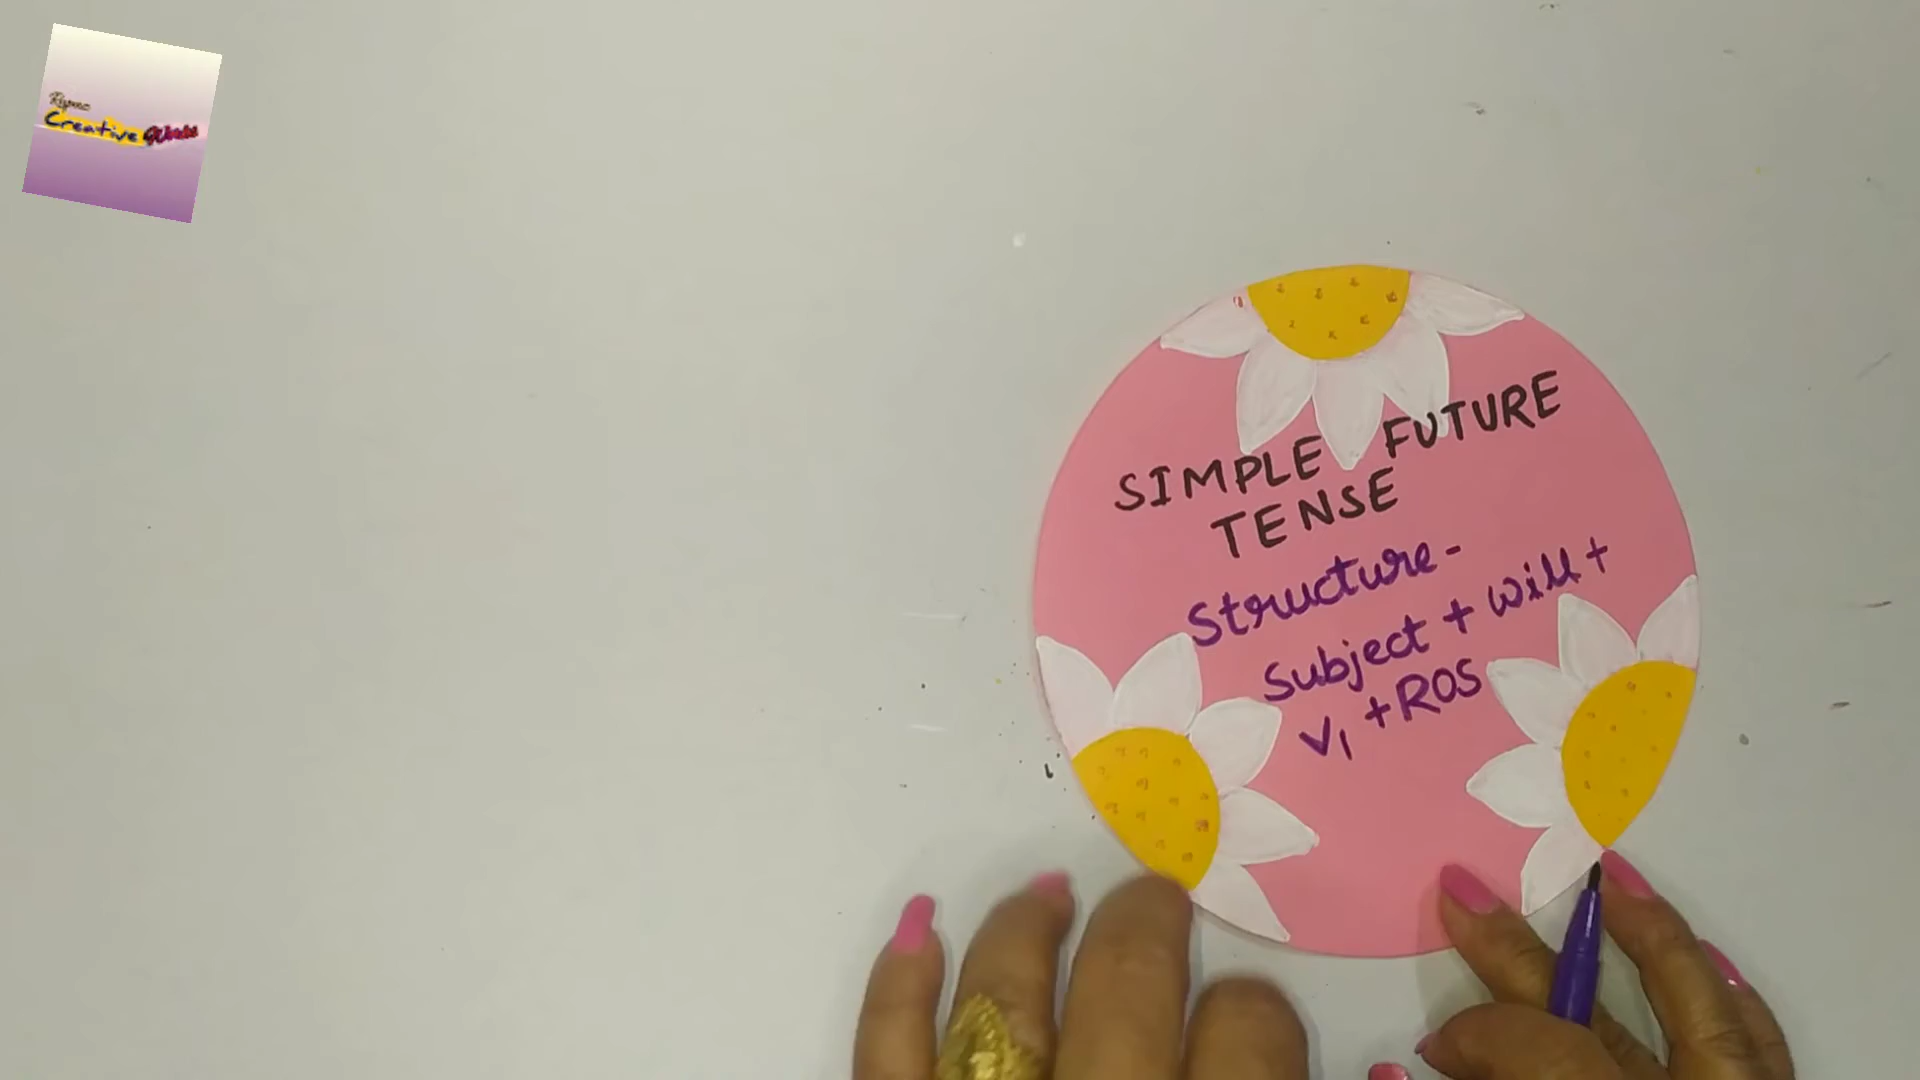 Creative
SIMPLE FUTURE
TENSE
Structure-
Subject + will +
V1 + ROS